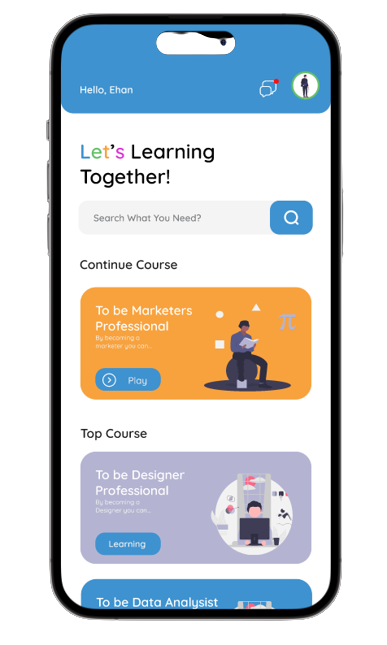 Hello, Ehan
Let's Learning
Together!
Search What You Need?
Continue Course
To be Marketers
Professional
By becoming a
marketer you can...
Play
Top Course
To be Designer
Professional
By becoming a
Designer you can...
Learning
To be Data Analysist